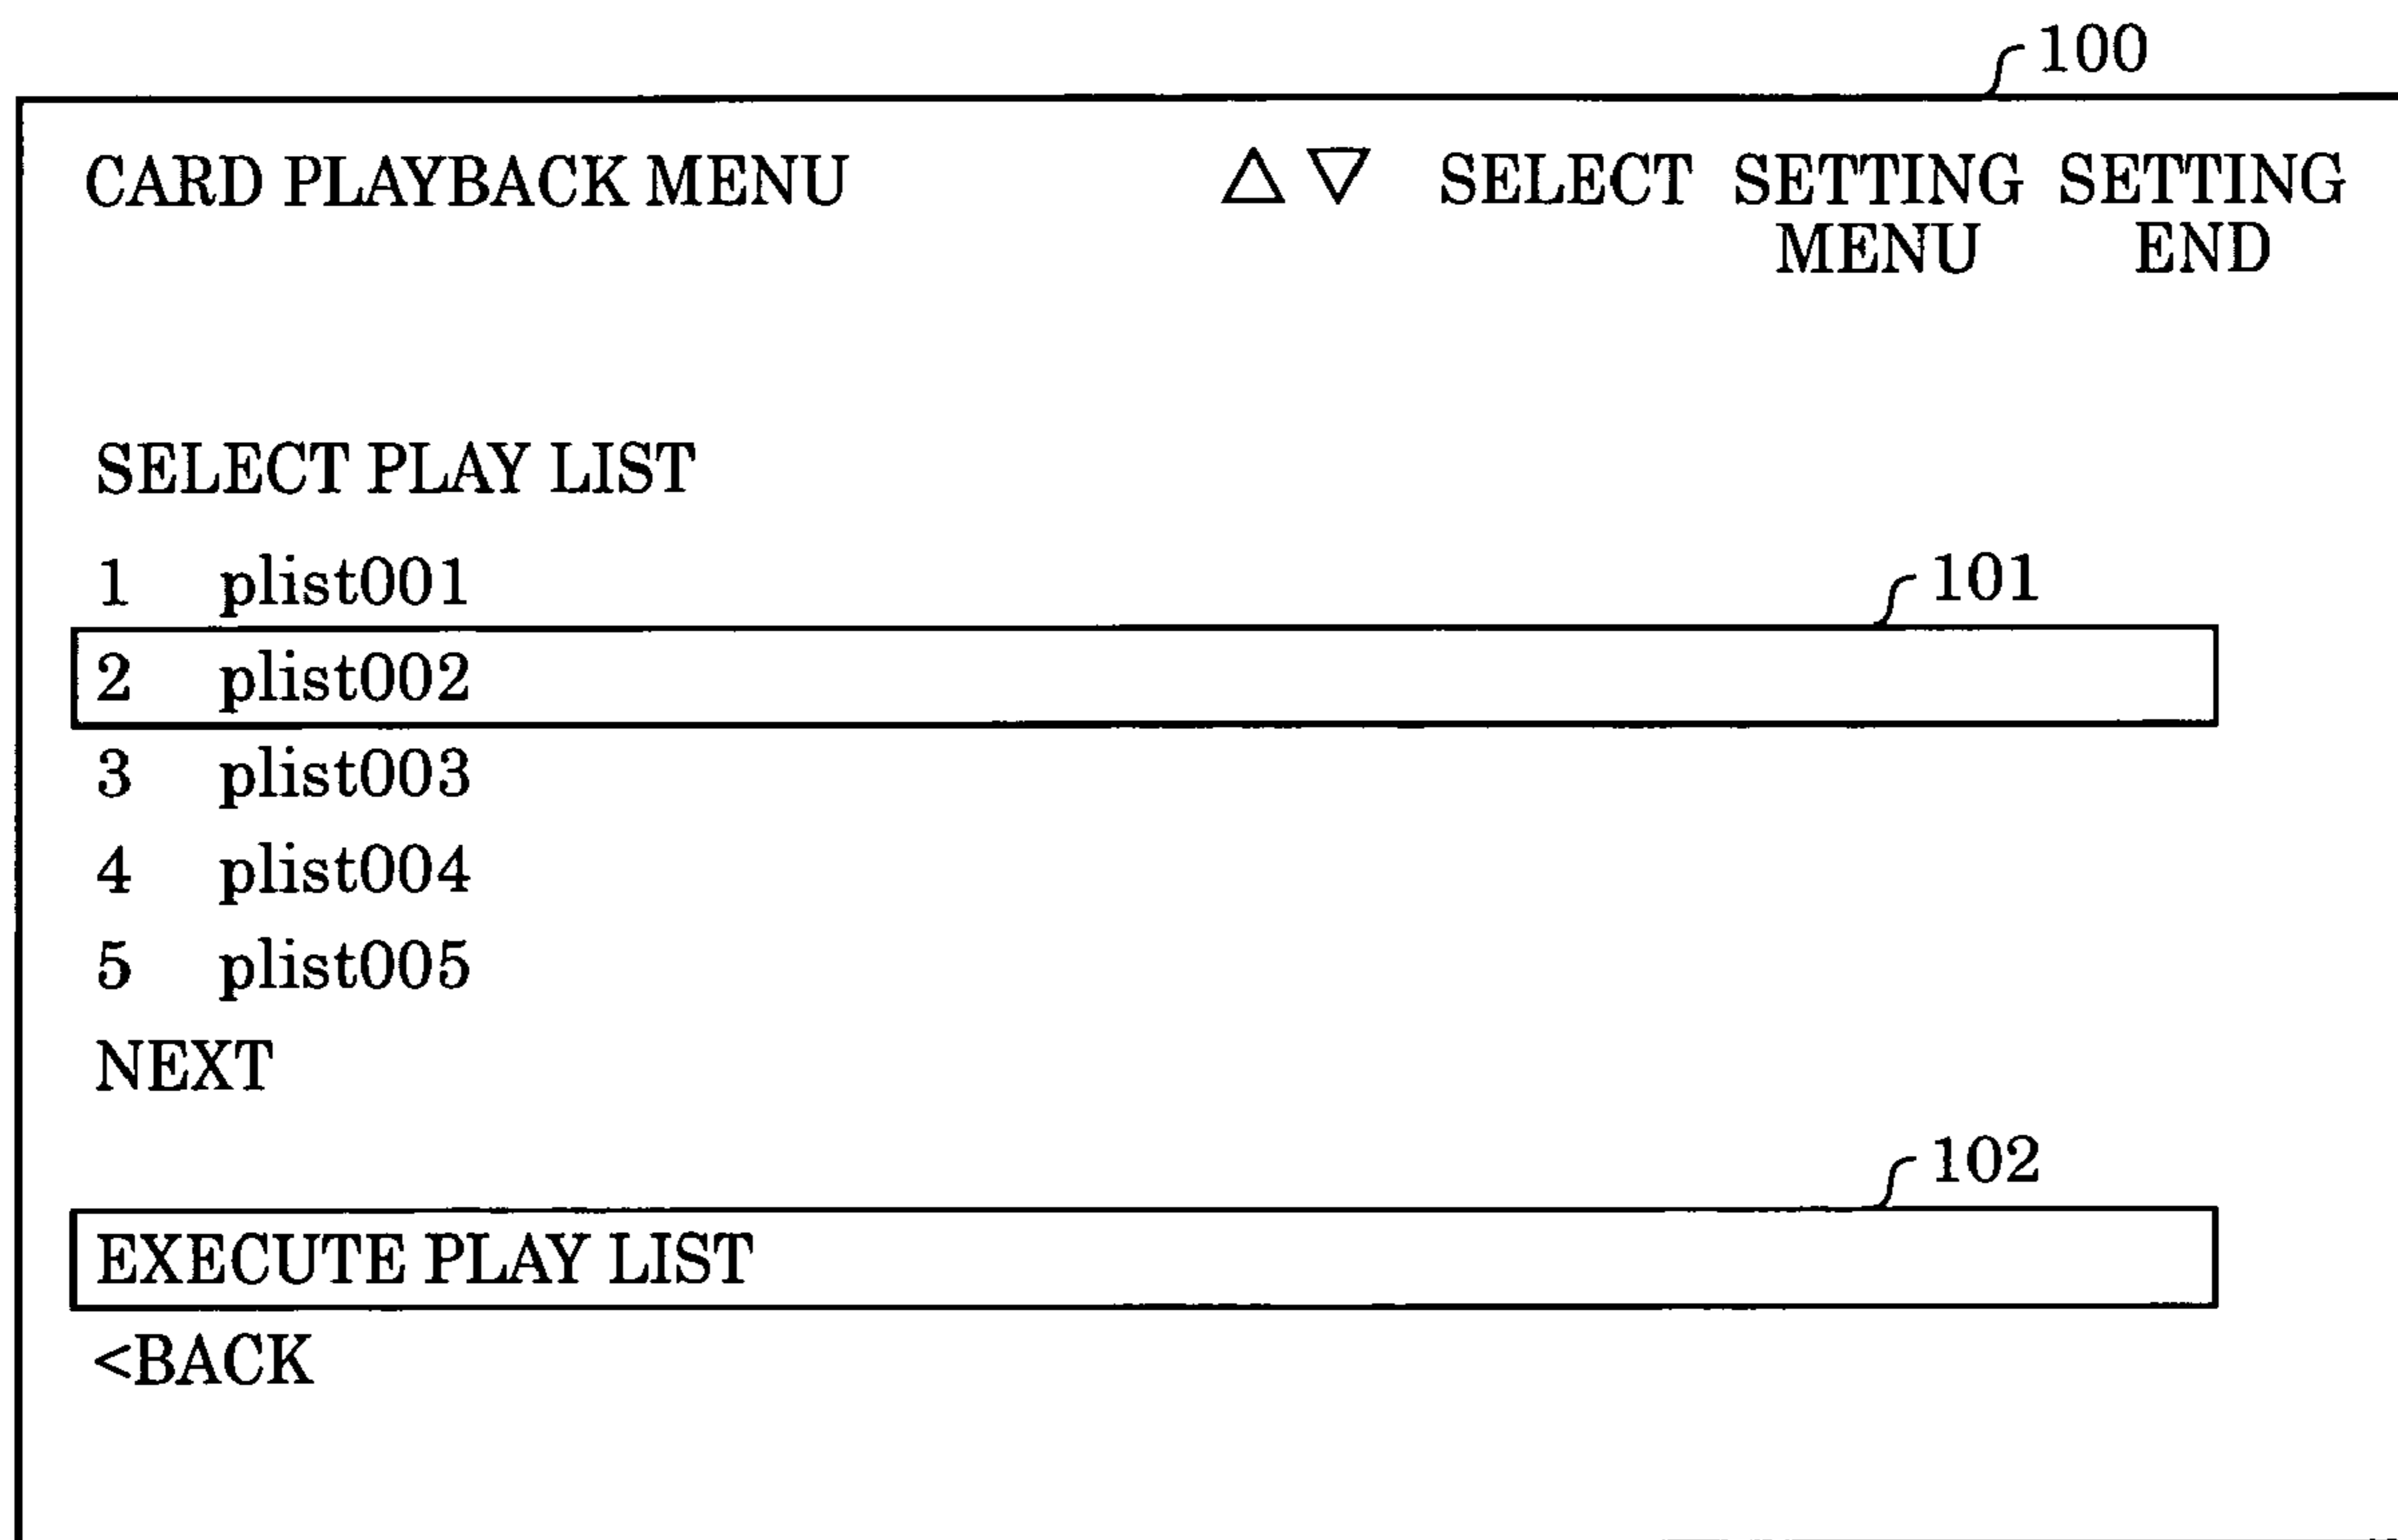 100
CARD PLAYBACK MENU △ ▽ SELECT SETTING SETTING
MENU END
SELECT PLAY LIST
1 plist001
101
2 plist002
3 plist003
4 plist004
5 plist005
NEXT
102
EXECUTE PLAY LIST
<BACK